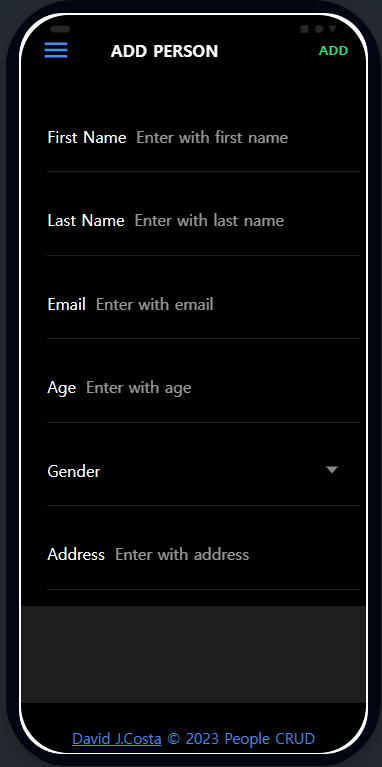 ADD PERSON ADD
First Name Enter with first name
Last Name Enter with last name
Email Enter with email
Age Enter with age
Gender
Address Enter with address
David J.Costa © 2023 People CRUD